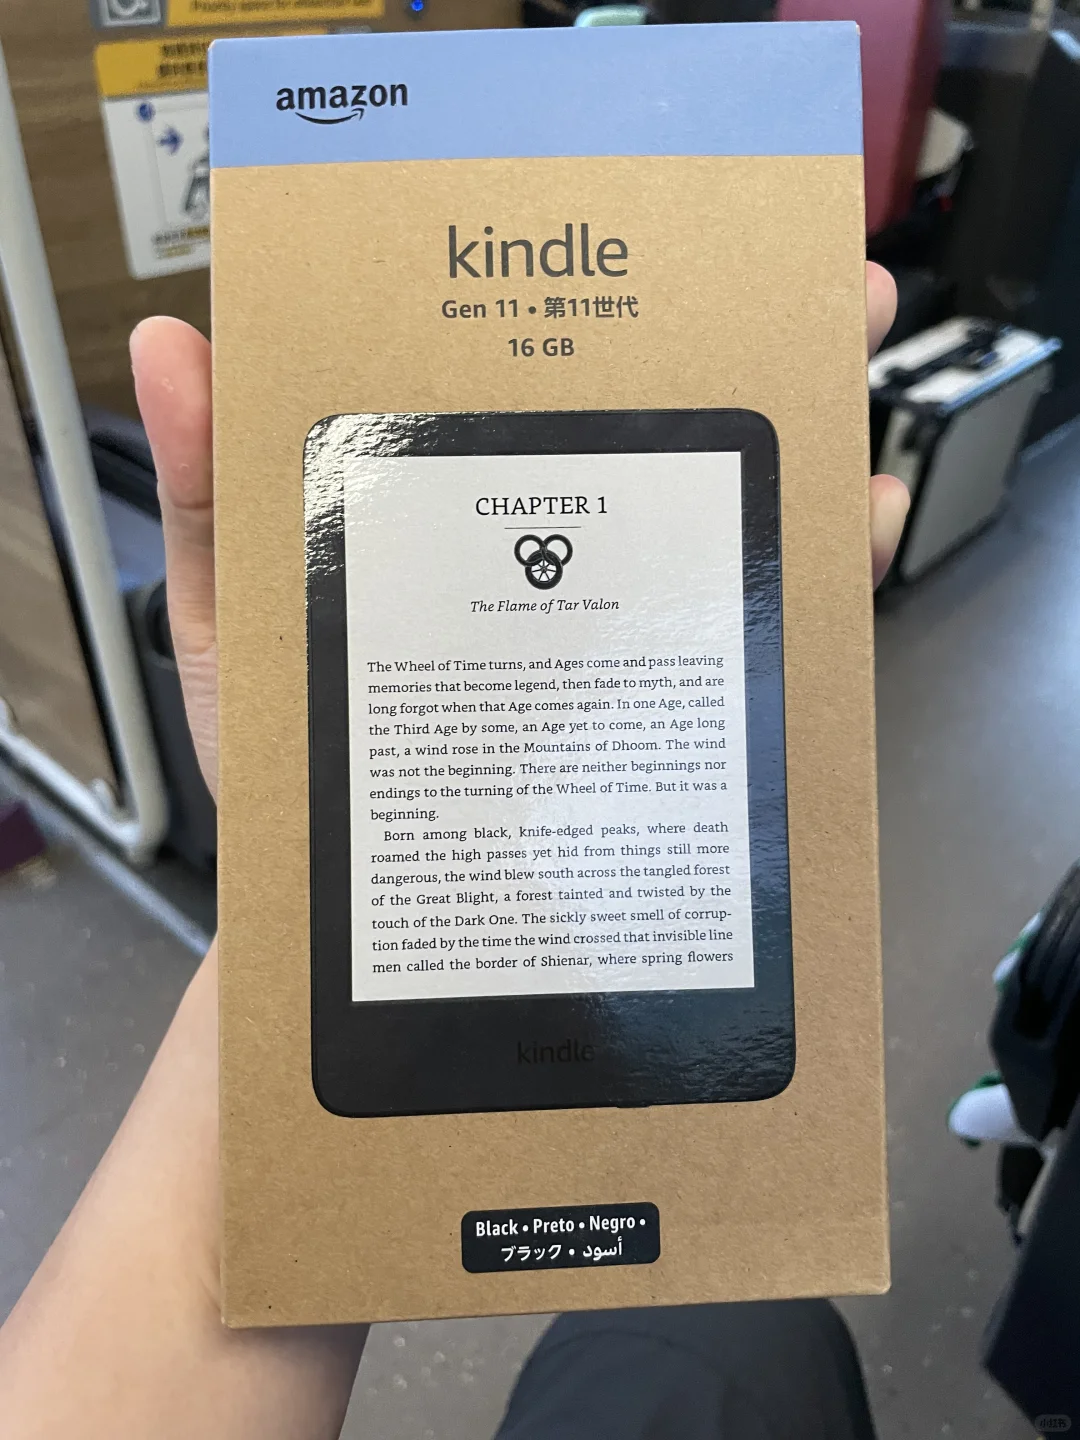 amazon
kindle
Gen 11 • 第11世代
16 GB
CHAPTER 1
The Flame of Tar Valon
The Wheel of Time turns, and Ages come and pass leaving
memories that become legend, then fade to myth, and are
long forgot when that Age comes again. In one Age, called
the Third Age by some, an Age yet to come, an Age long
past, a wind rose in the Mountains of Dhoom. The wind
was not the beginning. There are neither beginnings nor
endings to the turning of the Wheel of Time. But it was a
beginning.
Born among black, knife-edged peaks, where death
roamed the high passes yet hid from things still more
dangerous, the wind blew south across the tangled forest
of the Great Blight, a forest tainted and twisted by the
touch of the Dark One. The sickly sweet smell of corrup-
tion faded by the time the wind crossed that invisible line
men called the border of Shienar, where spring flowers
kindle
Black • Preto • Negro •
ブラック • أسود
小红书